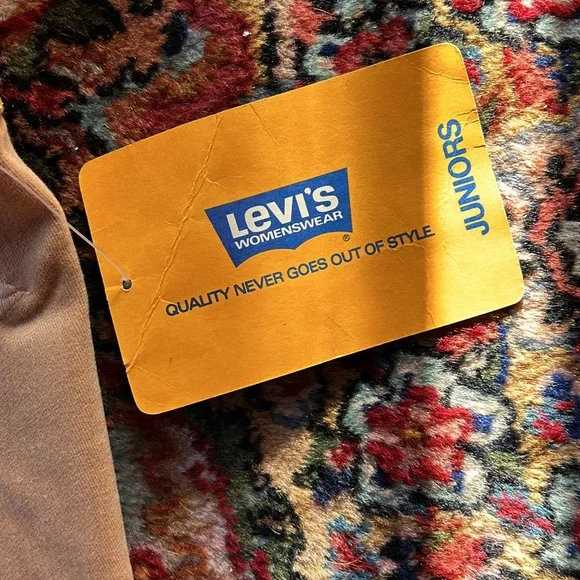 Levi's
WOMENSWEAR
®
QUALITY NEVER GOES OUT OF STYLE
JUNIORS